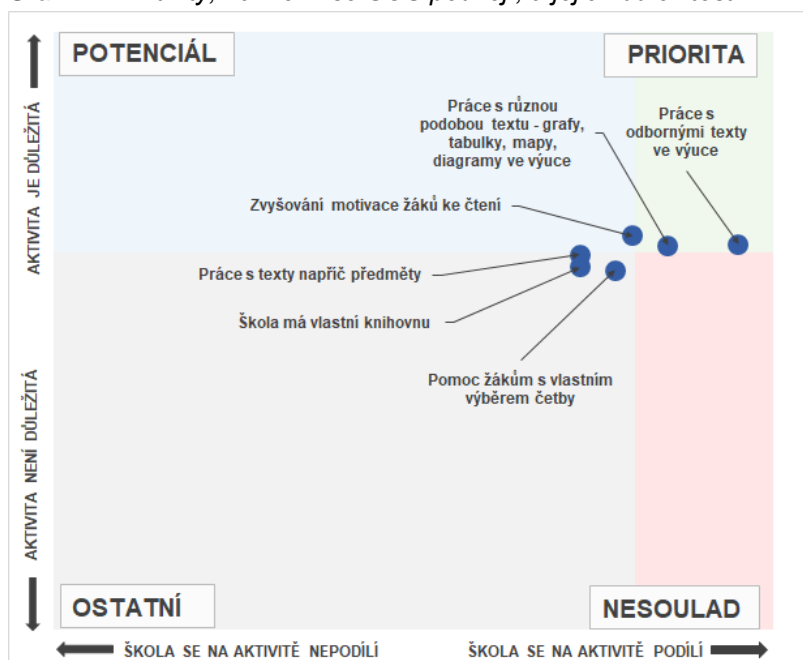 POTENCIÁL
PRIORITA
AKTIVITA JE DŮLEŽITÁ
Práce s různou
podobou textu - grafy,
tabulky, mapy,
diagramy ve výuce
Práce s
odbornými texty
ve výuce
Zvyšování motivace žáků ke čtení
Práce s texty napříč předměty
Škola má vlastní knihovnu
Pomoc žákům s vlastním
výběrem četby
AKTIVITA NENÍ DŮLEŽITÁ
OSTATNÍ
NESOULAD
ŠKOLA SE NA AKTIVITĚ NEPODÍLÍ
ŠKOLA SE NA AKTIVITĚ PODÍLÍ